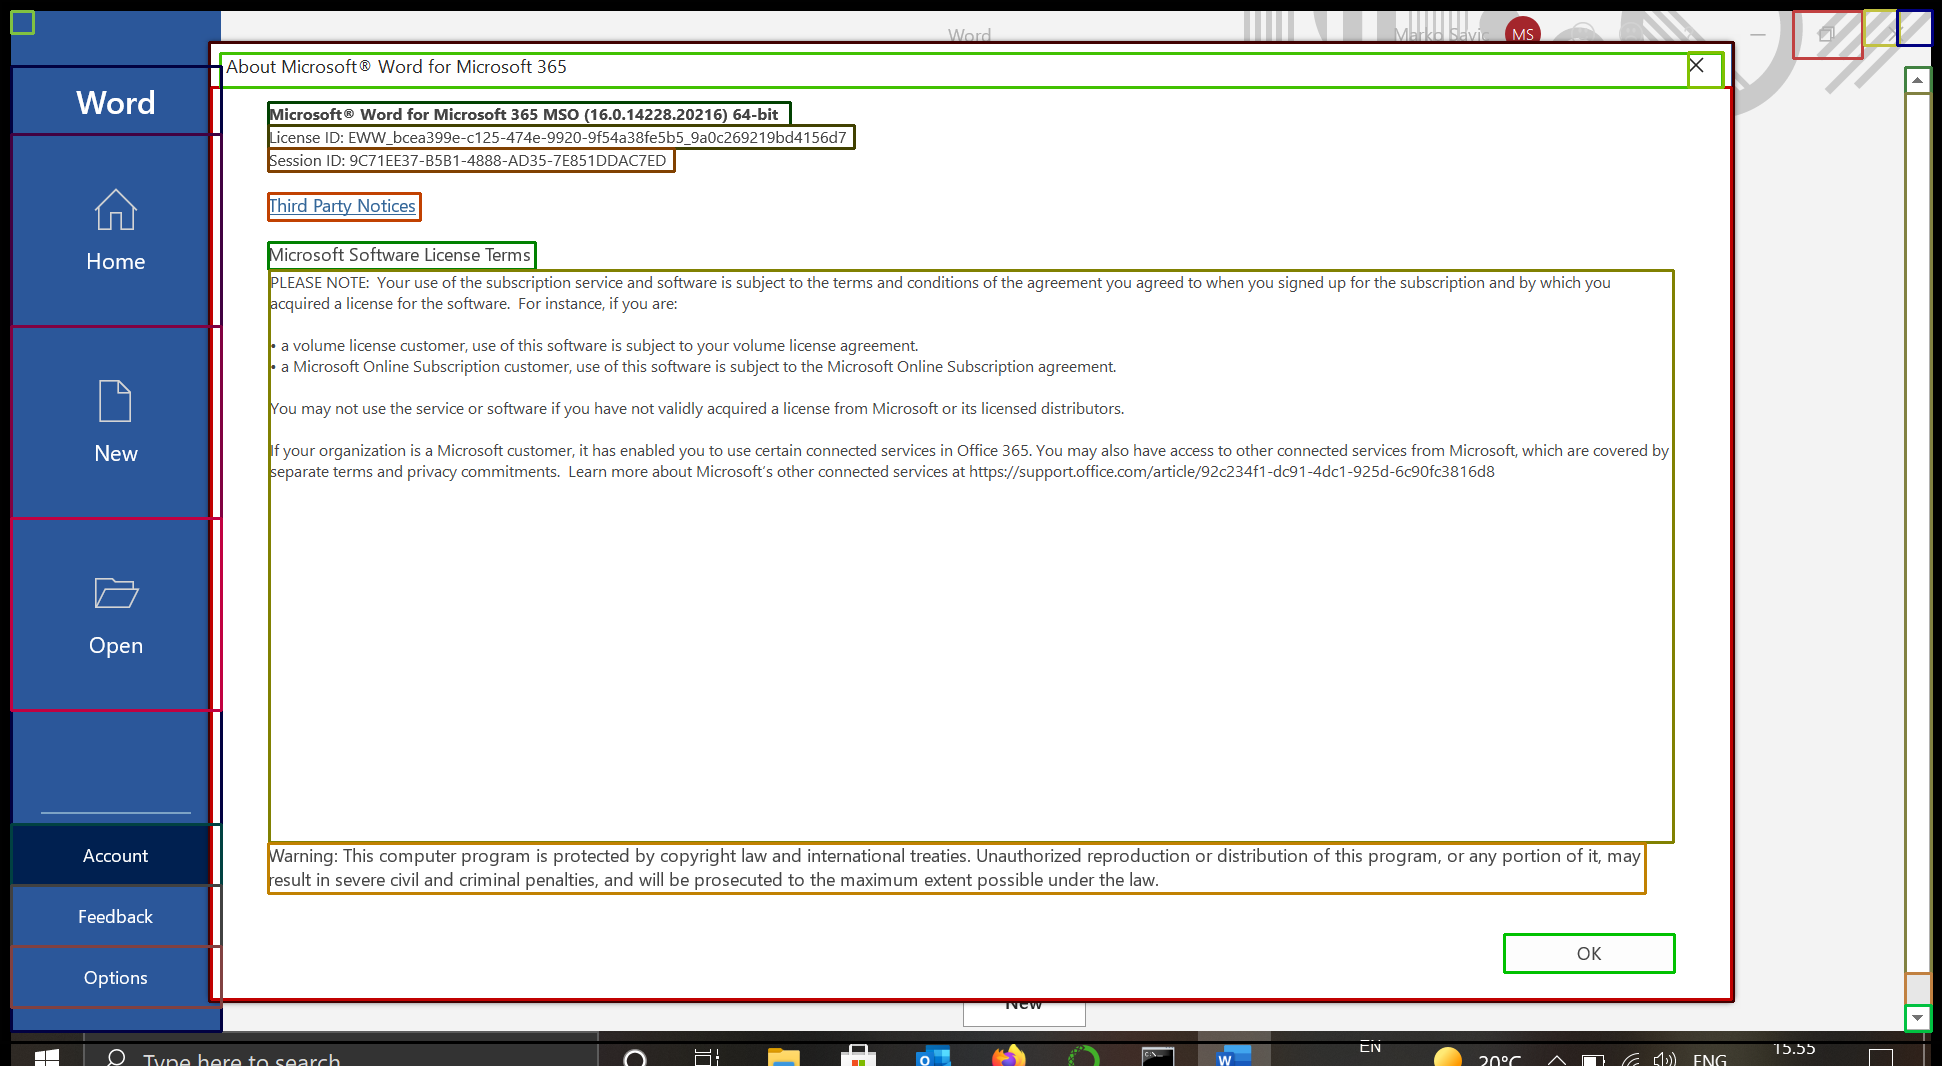 Word
Marko Savic
MS
About Microsoft® Word for Microsoft 365
Word
Microsoft® Word for Microsoft 365 MSO (16.0.14228.20216) 64-bit
License ID: EWW_bcea399e-c125-474e-9920-9f54a38fe5b5_9a0c269219bd4156d7
Session ID: 9C71EE37-B5B1-4888-AD35-7E851DDAC7ED
Third Party Notices
Home
Microsoft Software License Terms
PLEASE NOTE:  Your use of the subscription service and software is subject to the terms and conditions of the agreement you agreed to when you signed up for the subscription and by which you
acquired a license for the software.  For instance, if you are:
• a volume license customer, use of this software is subject to your volume license agreement.
• a Microsoft Online Subscription customer, use of this software is subject to the Microsoft Online Subscription agreement.
You may not use the service or software if you have not validly acquired a license from Microsoft or its licensed distributors.
If your organization is a Microsoft customer, it has enabled you to use certain connected services in Office 365. You may also have access to other connected services from Microsoft, which are covered by
separate terms and privacy commitments.  Learn more about Microsoft's other connected services at https://support.office.com/article/92c234f1-dc91-4dc1-925d-6c90fc3816d8
New
Open
Account
Warning: This computer program is protected by copyright law and international treaties. Unauthorized reproduction or distribution of this program, or any portion of it, may
result in severe civil and criminal penalties, and will be prosecuted to the maximum extent possible under the law.
Feedback
OK
Options
New
Type here to search
EN
20°C
ENG
15.55